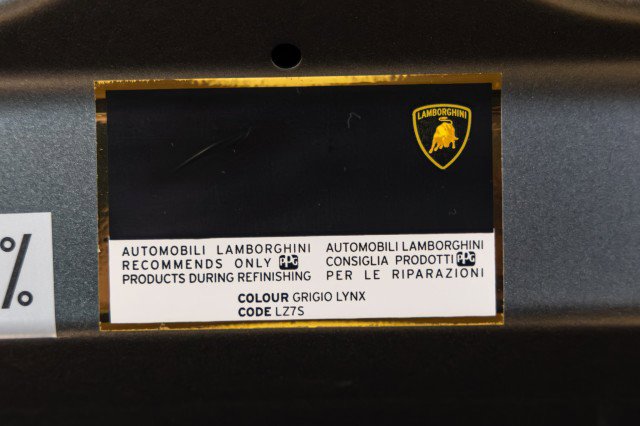 LAMBORGHINI
AUTOMOBILI LAMBORGHINI
RECOMMENDS ONLY PPG
PRODUCTS DURING REFINISHING
AUTOMOBILI LAMBORGHINI
CONSIGLIA PRODOTTI PPG
PER LE RIPARAZIONI
COLOUR GRIGIO LYNX
CODE LZ7S
%